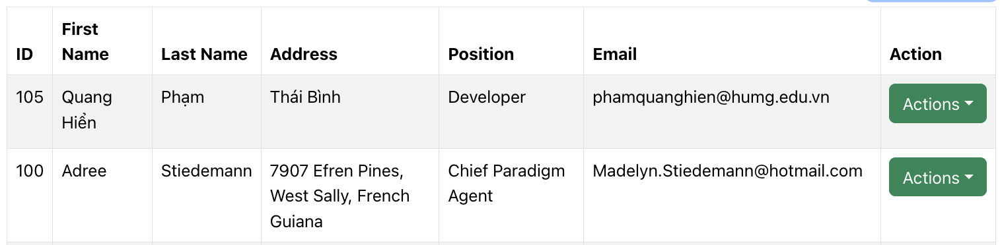 ID First Name Last Name Address Position Email Action
105 Quang Hiển Phạm Thái Bình Developer phamquanghien@humg.edu.vn Actions
100 Adree Stiedemann 7907 Efren Pines, West Sally, French Guiana Chief Paradigm Agent Madelyn.Stiedemann@hotmail.com Actions